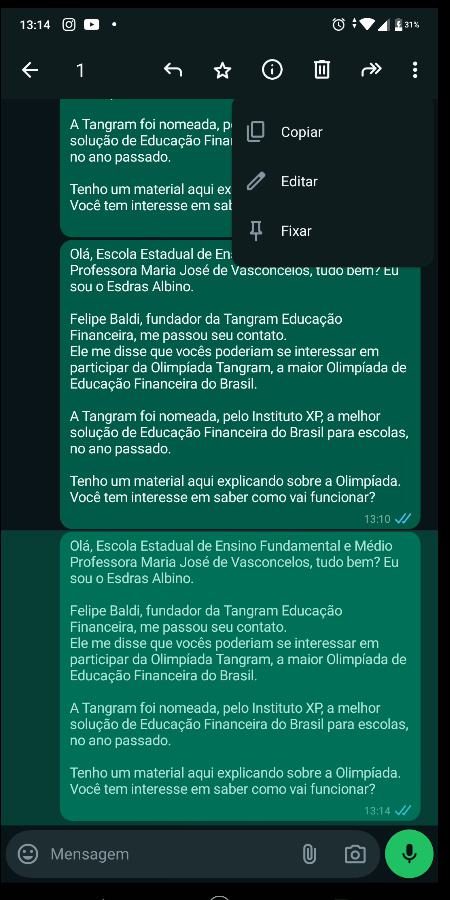 13:14
31%
1
Copiar
Editar
Fixar
A Tangram foi nomeada,
solução de Educação
no ano passado.
Tenho um material aqui
Você tem interesse em
Olá, Escola Estadual de
Professora Maria José de Vasconcelos, tudo bem? Eu
sou o Esdras Albino.
Felipe Baldi, fundador da Tangram Educação
Financeira, me passou seu contato.
Ele me disse que vocês poderiam se interessar em
participar da Olimpíada Tangram, a maior Olimpíada de
Educação Financeira do Brasil.
A Tangram foi nomeada, pelo Instituto XP, a melhor
solução de Educação Financeira do Brasil para escolas,
no ano passado.
Tenho um material aqui explicando sobre a Olimpíada.
Você tem interesse em saber como vai funcionar?
13:10
Olá, Escola Estadual de Ensino Fundamental e Médio
Professora Maria José de Vasconcelos, tudo bem? Eu
sou o Esdras Albino.
Felipe Baldi, fundador da Tangram Educação
Financeira, me passou seu contato.
Ele me disse que vocês poderiam se interessar em
participar da Olimpíada Tangram, a maior Olimpíada de
Educação Financeira do Brasil.
A Tangram foi nomeada, pelo Instituto XP, a melhor
solução de Educação Financeira do Brasil para escolas,
no ano passado.
Tenho um material aqui explicando sobre a Olimpíada.
Você tem interesse em saber como vai funcionar?
13:14
Mensagem